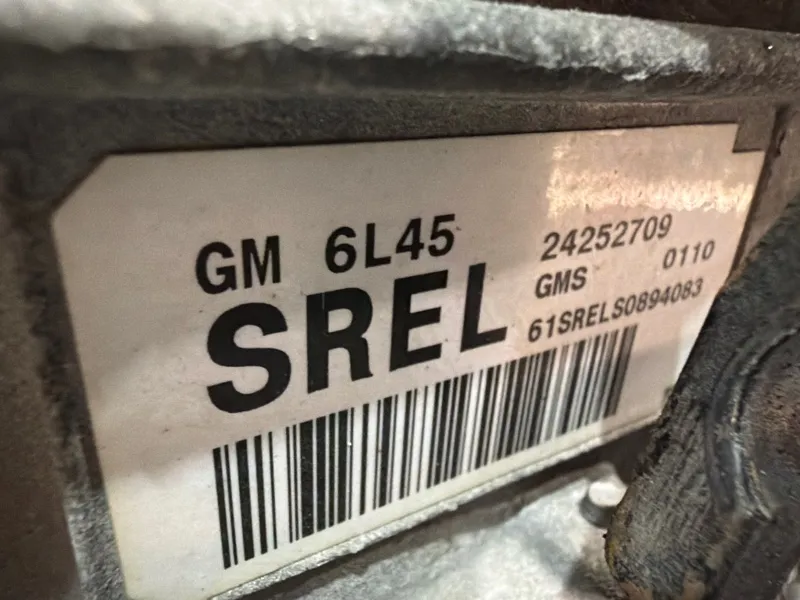 GM 6L45 24252709
SREL GMS 0110
61SRELS0894083